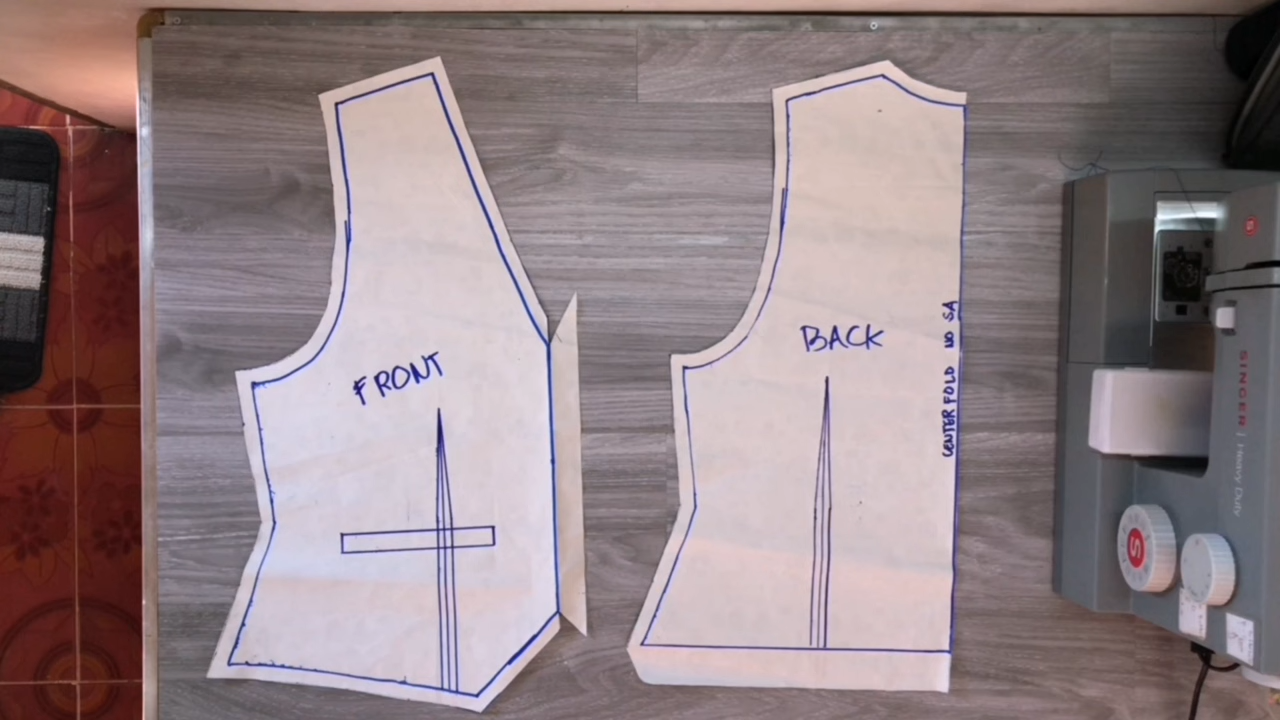 FRONT
BACK
CENTER FOLD NO SA
SINGER | Heavy Duty
S